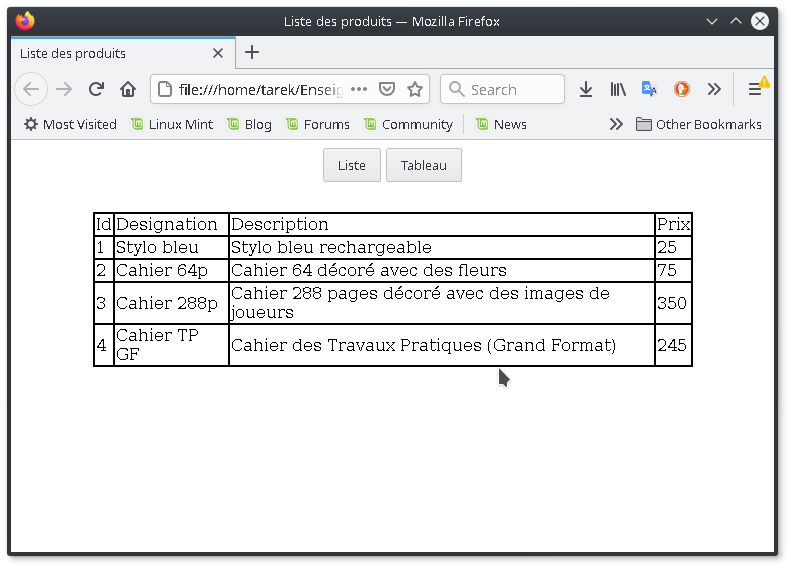 Liste des produits — Mozilla Firefox
Liste des produits
file:///home/tarek/Enseig
Search
Most Visited Linux Mint Blog Forums Community News Other Bookmarks
Liste Tableau
Id Designation Description Prix
1 Stylo bleu Stylo bleu rechargeable 25
2 Cahier 64p Cahier 64 décoré avec des fleurs 75
3 Cahier 288p Cahier 288 pages décoré avec des images de
joueurs 350
4 Cahier TP
GF Cahier des Travaux Pratiques (Grand Format) 245